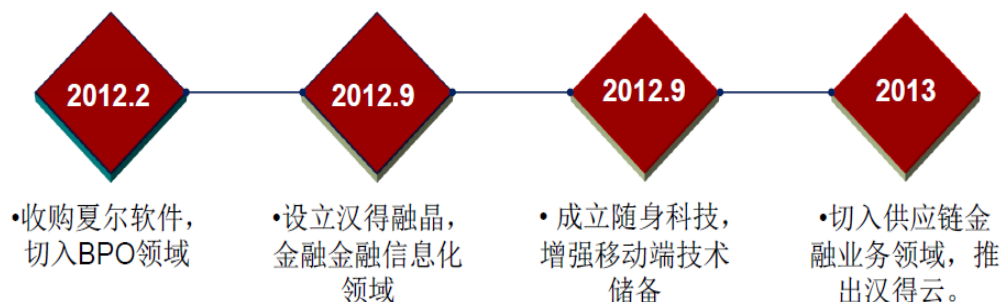 2012.2
2012.9
2012.9
2013
•收购夏尔软件，
切入BPO领域
•设立汉得融晶，
金融金融信息化
领域
• 成立随身科技，
增强移动端技术
储备
•切入供应链金
融业务领域，推
出汉得云。